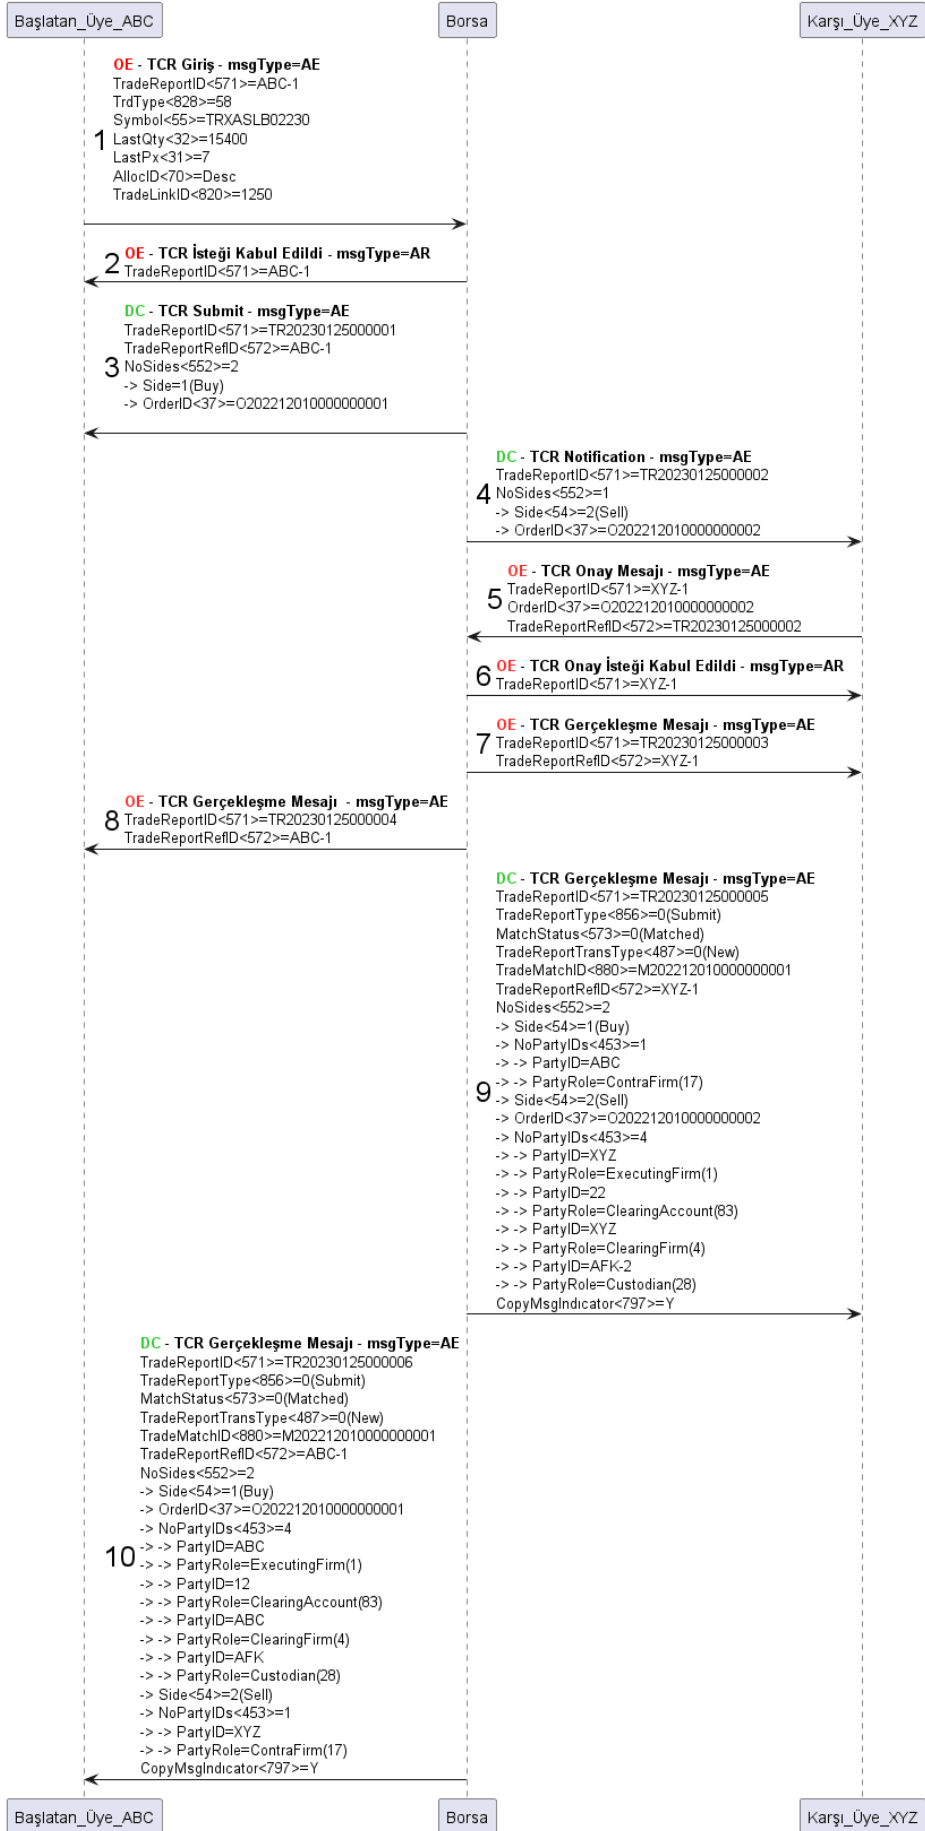 Başlatan_Üye_ABC
Borsa
Karşı_Üye_XYZ
OE - TCR Giriş - msgType=AE
TradeReportID<571>=ABC-1
TrdType<828>=58
Symbol<55>=TRXASLB02230
1
LastQty<32>=15400
LastPx<31>=7
AllocID<70>=Desc
TradeLinkID<820>=1250
OE - TCR İsteği Kabul Edildi - msgType=AR
2
TradeReportID<571>=ABC-1
DC - TCR Submit - msgType=AE
TradeReportID<571>=TR20230125000001
TradeReportRefID<572>=ABC-1
3
NoSides<552>=2
-> Side=1(Buy)
-> OrderID<37>=O202212010000000001
DC - TCR Notification - msgType=AE
TradeReportID<571>=TR20230125000002
4
NoSides<552>=1
-> Side<54>=2(Sell)
-> OrderID<37>=O202212010000000002
OE - TCR Onay Mesajı - msgType=AE
TradeReportID<571>=XYZ-1
5
OrderID<37>=O202212010000000002
TradeReportRefID<572>=TR20230125000002
OE - TCR Onay İsteği Kabul Edildi - msgType=AR
6
TradeReportID<571>=XYZ-1
OE - TCR Gerçekleşme Mesajı - msgType=AE
7
TradeReportID<571>=TR20230125000003
TradeReportRefID<572>=XYZ-1
OE - TCR Gerçekleşme Mesajı - msgType=AE
8
TradeReportID<571>=TR20230125000004
TradeReportRefID<572>=ABC-1
DC - TCR Gerçekleşme Mesajı - msgType=AE
TradeReportID<571>=TR20230125000005
TradeReportType<856>=0(Submit)
MatchStatus<573>=0(Matched)
TradeReportTransType<487>=0(New)
TradeMatchID<880>=M202212010000000001
TradeReportRefID<572>=XYZ-1
NoSides<552>=2
-> Side<54>=1(Buy)
-> NoPartyIDs<453>=1
-> -> PartyID=ABC
9
-> -> PartyRole=ContraFirm(17)
-> Side<54>=2(Sell)
-> OrderID<37>=O202212010000000002
-> NoPartyIDs<453>=4
-> -> PartyID=XYZ
-> -> PartyRole=ExecutingFirm(1)
-> -> PartyID=22
-> -> PartyRole=ClearingAccount(83)
-> -> PartyID=XYZ
-> -> PartyRole=ClearingFirm(4)
-> -> PartyID=AFK-2
-> -> PartyRole=Custodian(28)
CopyMsgIndicator<797>=Y
DC - TCR Gerçekleşme Mesajı - msgType=AE
TradeReportID<571>=TR20230125000006
TradeReportType<856>=0(Submit)
MatchStatus<573>=0(Matched)
TradeReportTransType<487>=0(New)
TradeMatchID<880>=M202212010000000001
TradeReportRefID<572>=ABC-1
NoSides<552>=2
-> Side<54>=1(Buy)
-> OrderID<37>=O202212010000000001
-> NoPartyIDs<453>=4
-> -> PartyID=ABC
10
-> -> PartyRole=ExecutingFirm(1)
-> -> PartyID=12
-> -> PartyRole=ClearingAccount(83)
-> -> PartyID=ABC
-> -> PartyRole=ClearingFirm(4)
-> -> PartyID=AFK
-> -> PartyRole=Custodian(28)
-> Side<54>=2(Sell)
-> NoPartyIDs<453>=1
-> -> PartyID=XYZ
-> -> PartyRole=ContraFirm(17)
CopyMsgIndicator<797>=Y
Başlatan_Üye_ABC
Borsa
Karşı_Üye_XYZ